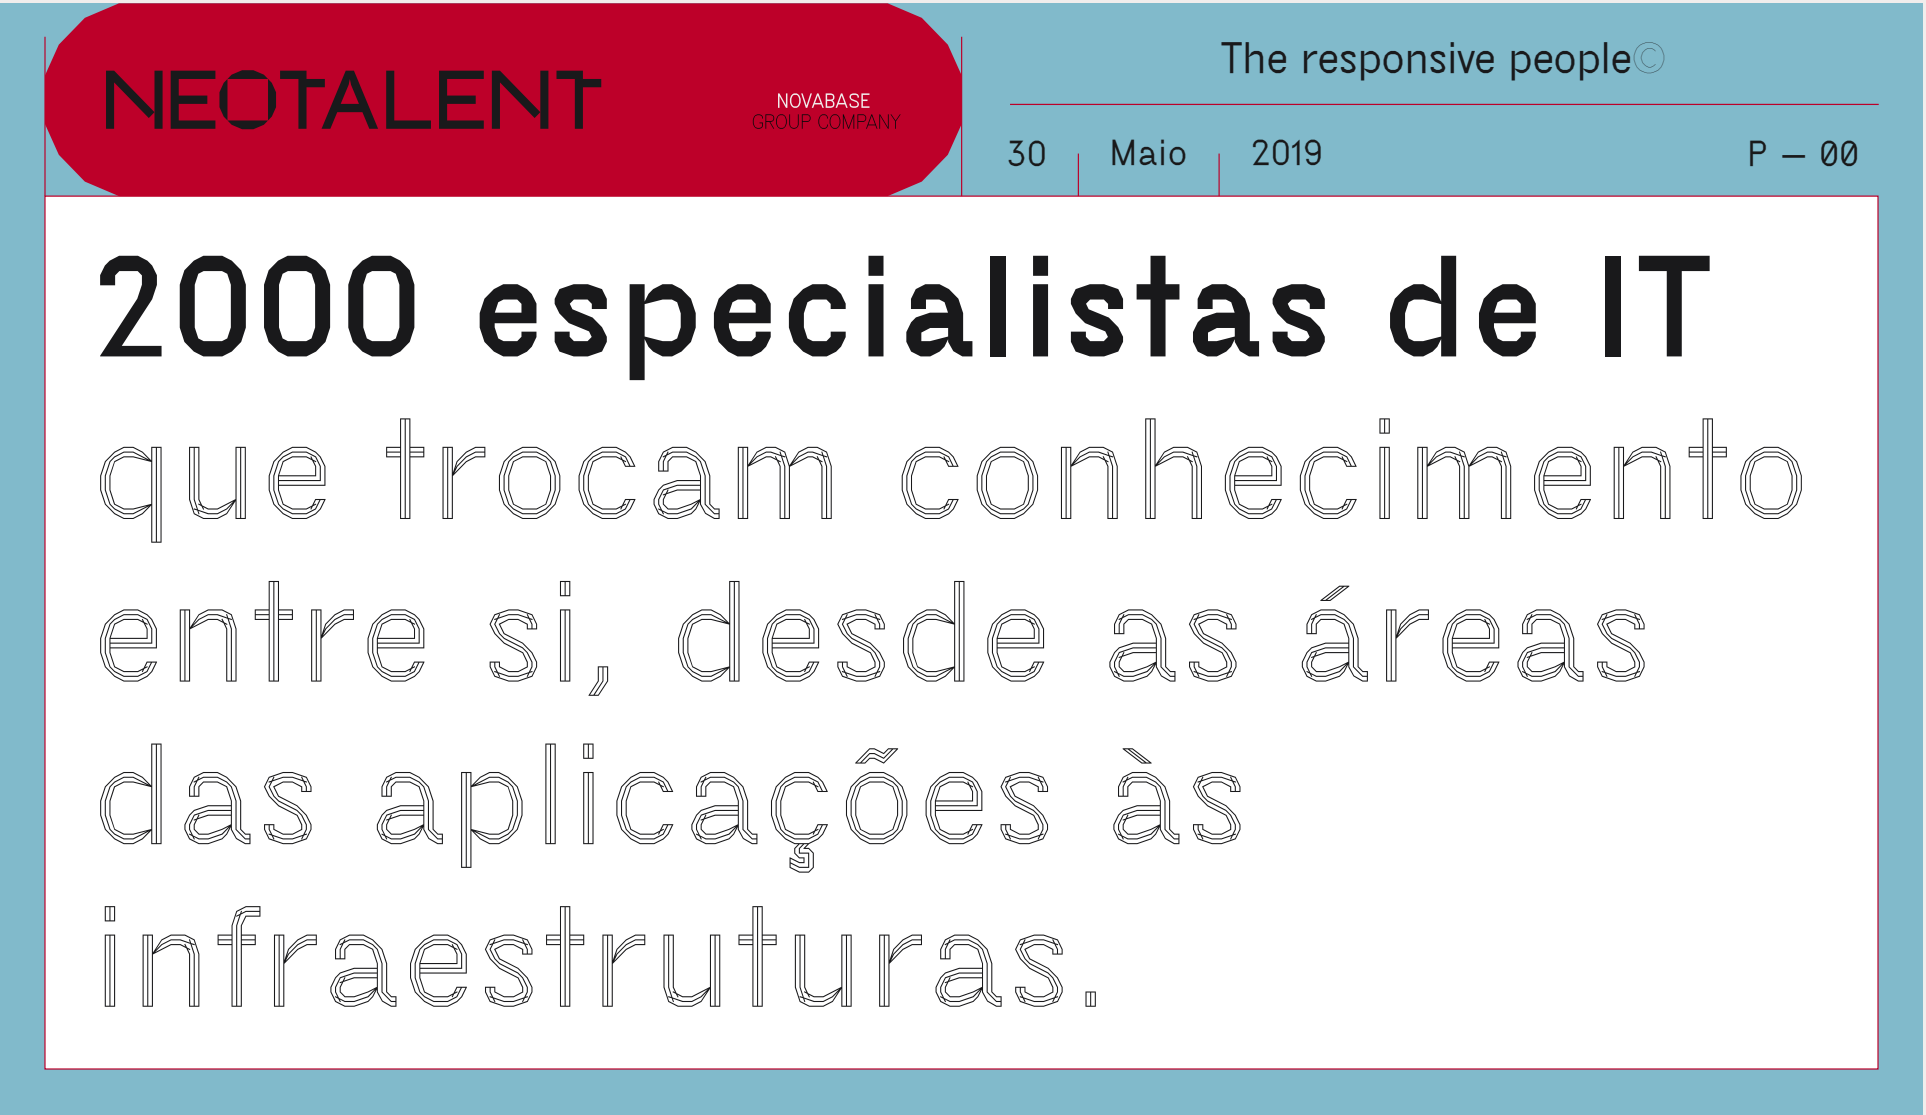 NEOTALENT
NOVABASE
GROUP COMPANY
The responsive people©
30 Maio 2019 P — 00
2000 especialistas de IT
que trocam conhecimento
entre si, desde as áreas
das aplicações às
infraestruturas.